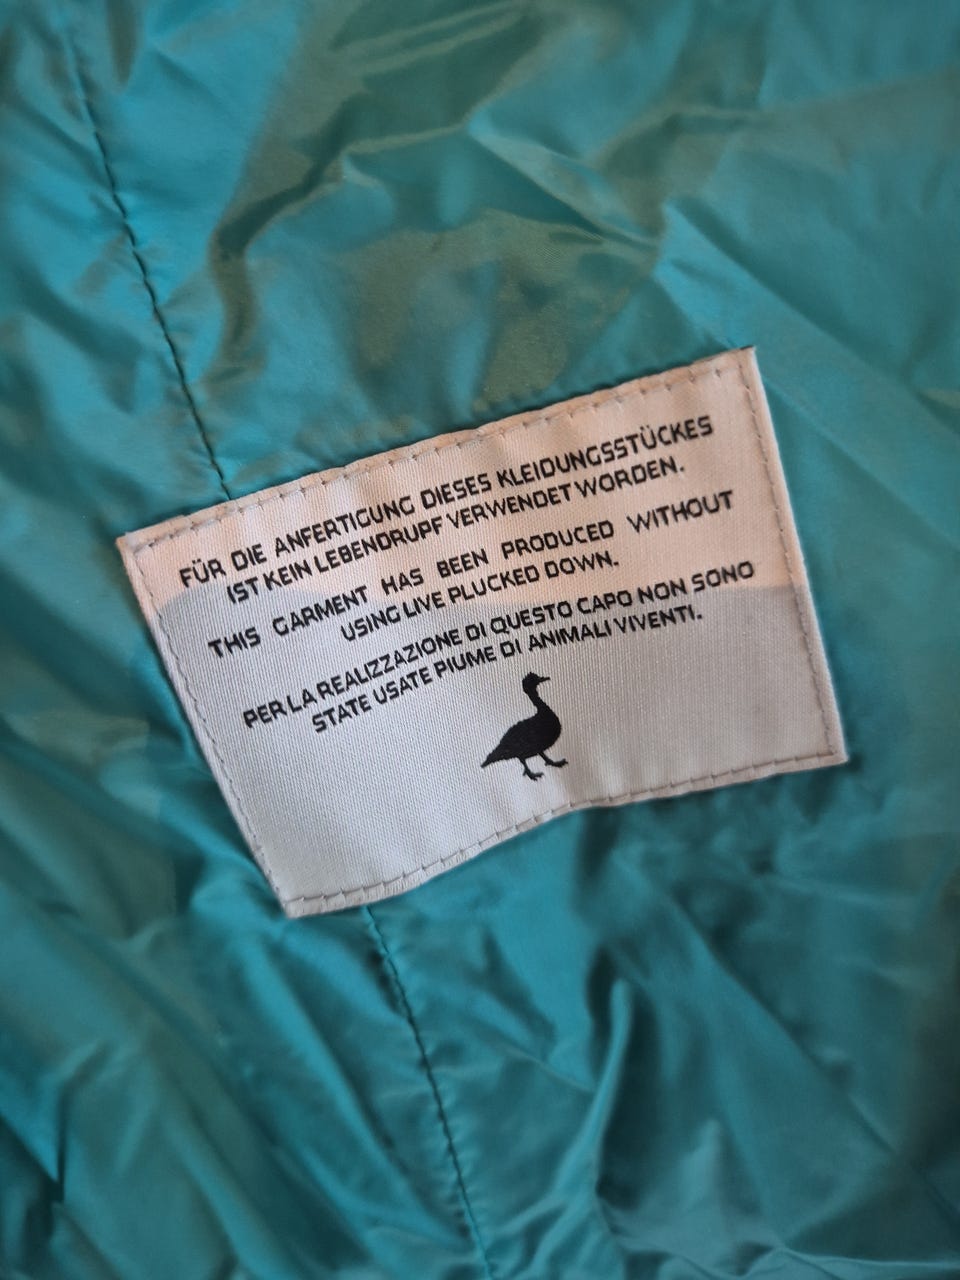 FÜR DIE ANFERTIGUNG DIESES KLEIDUNGSSTÜCKES
IST KEIN LEBENDRUPF VERWENDET WORDEN.
THIS GARMENT HAS BEEN PRODUCED WITHOUT
USING LIVE PLUCKED DOWN.
PER LA REALIZZAZIONE DI QUESTO CAPO NON SONO
STATE USATE PIUME DI ANIMALI VIVENTI.